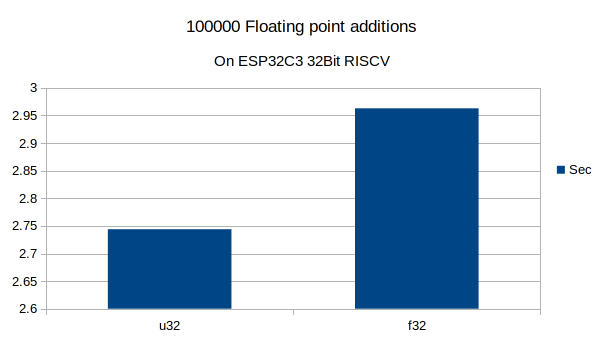 100000 Floating point additions
On ESP32C3 32Bit RISCV
3
2.95
2.9
2.85
2.8
2.75
2.7
2.65
2.6
u32
f32
Sec